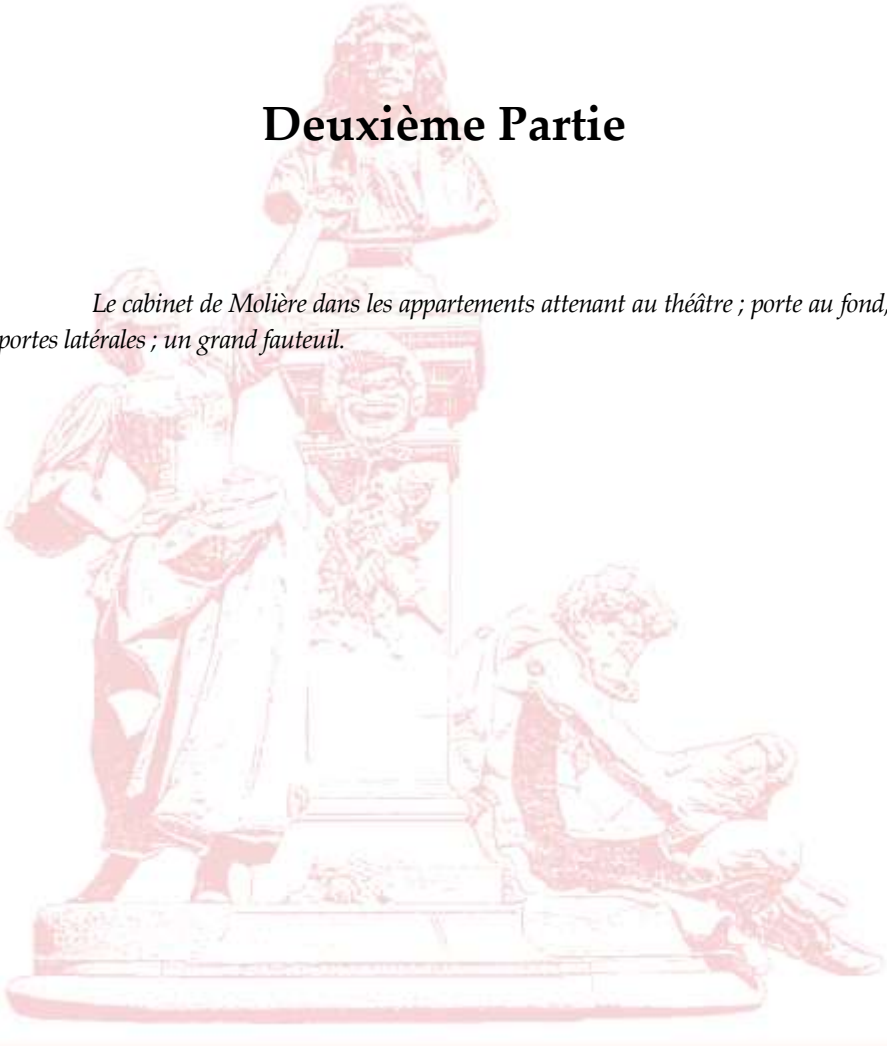 Deuxième Partie
Le cabinet de Molière dans les appartements attenant au théâtre ; porte au fond,
portes latérales ; un grand fauteuil.